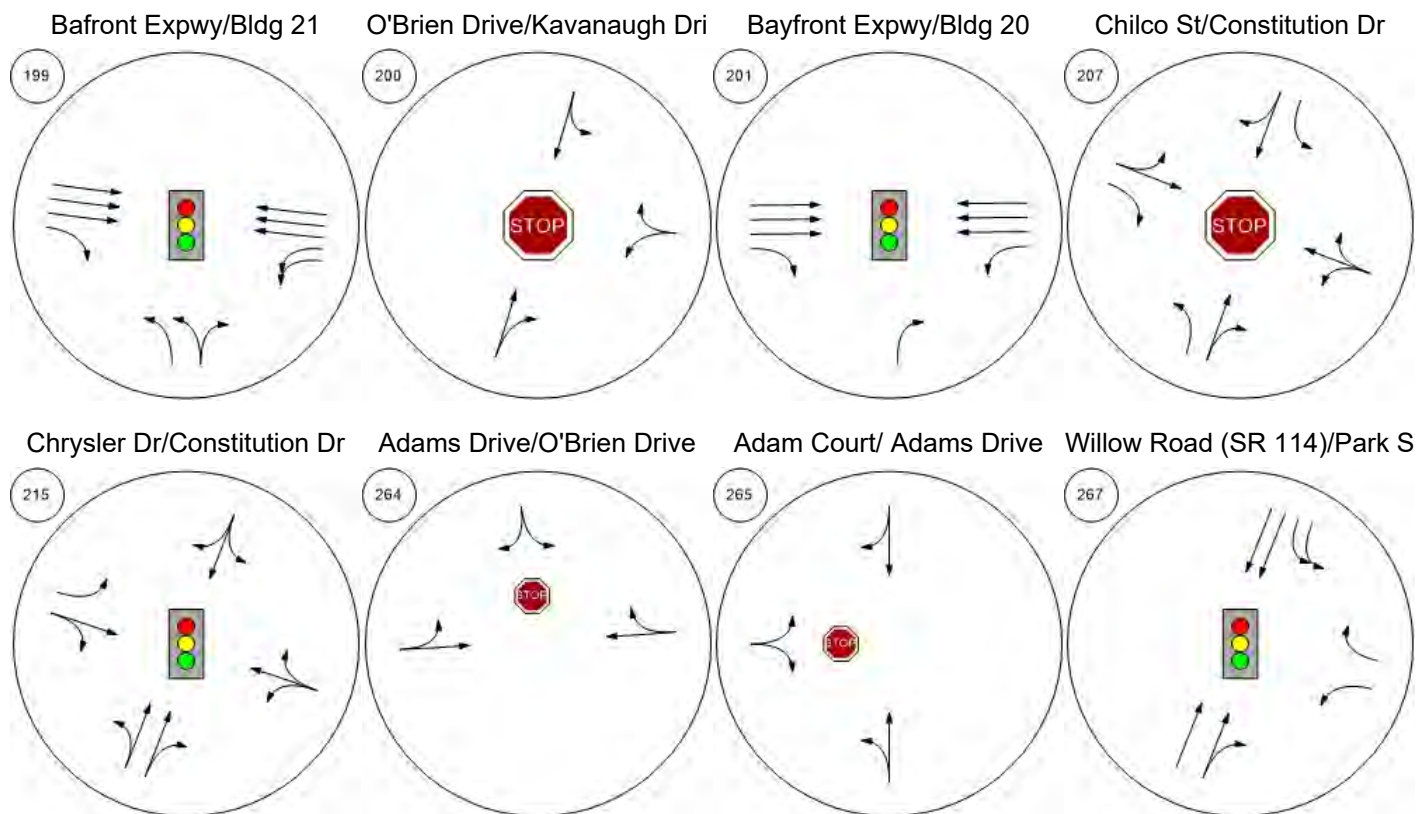 Bafront Expwy/Bldg 21
O'Brien Drive/Kavanaugh Dri
Bayfront Expwy/Bldg 20
Chilco St/Constitution Dr
199
200
201
207
STOP
STOP
Chrysler Dr/Constitution Dr
Adams Drive/O'Brien Drive
Adam Court/ Adams Drive
Willow Road (SR 114)/Park S
215
264
265
267
STOP
STOP